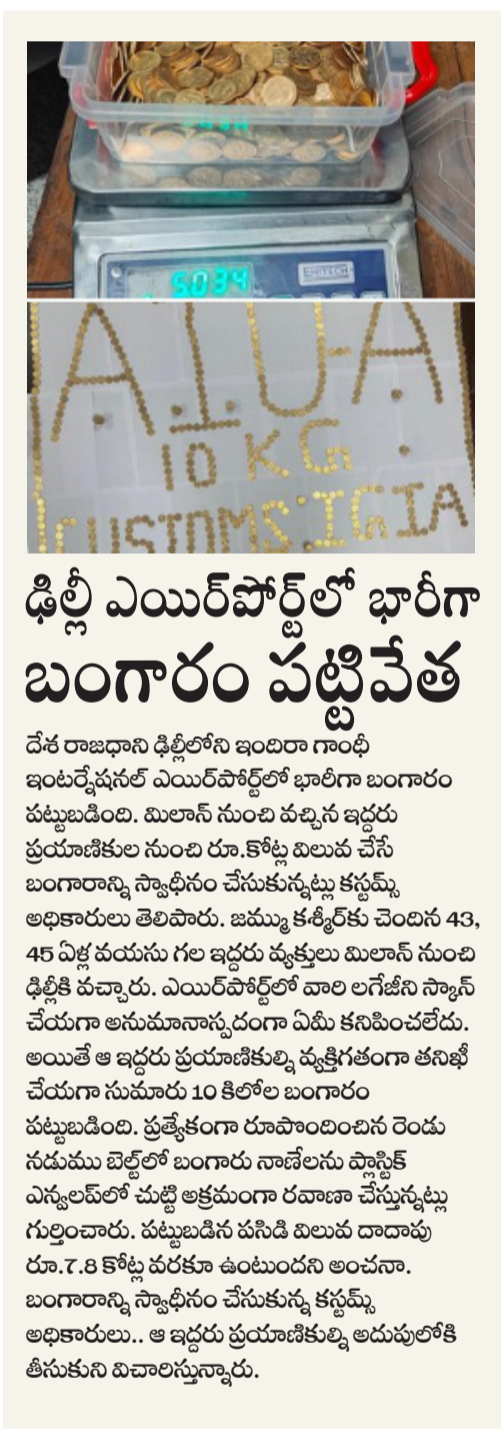 5.034
A.I.U-A
10 KG
CUSTOMS.IGIA
ఢిల్లీ ఎయిర్‌పోర్ట్‌లో భారీగా
బంగారం పట్టివేత
దేశ రాజధాని ఢిల్లీలోని ఇందిరా గాంధీ
ఇంటర్నేషనల్ ఎయిర్‌పోర్ట్‌లో భారీగా బంగారం
పట్టుబడింది. మిలాన్ నుంచి వచ్చిన ఇద్దరు
ప్రయాణికుల నుంచి రూ.కోట్ల విలువ చేసే
బంగారాన్ని స్వాధీనం చేసుకున్నట్లు కస్టమ్స్
అధికారులు తెలిపారు. జమ్ము కశ్మీర్‌కు చెందిన 43,
45 ఏళ్ల వయసు గల ఇద్దరు వ్యక్తులు మిలాన్ నుంచి
ఢిల్లీకి వచ్చారు. ఎయిర్‌పోర్ట్‌లో వారి లగేజీని స్కాన్
చేయగా అనుమానాస్పదంగా ఏమీ కనిపించలేదు.
అయితే ఆ ఇద్దరు ప్రయాణికుల్ని వ్యక్తిగతంగా తనిఖీ
చేయగా సుమారు 10 కిలోల బంగారం
పట్టుబడింది. ప్రత్యేకంగా రూపొందించిన రెండు
నడుము బెల్ట్‌లో బంగారు నాణేలను ప్లాస్టిక్
ఎన్వలప్‌లో చుట్టి అక్రమంగా రవాణా చేస్తున్నట్లు
గుర్తించారు. పట్టుబడిన పసిడి విలువ దాదాపు
రూ.7.8 కోట్ల వరకూ ఉంటుందని అంచనా.
బంగారాన్ని స్వాధీనం చేసుకున్న కస్టమ్స్
అధికారులు.. ఆ ఇద్దరు ప్రయాణికుల్ని అదుపులోకి
తీసుకుని విచారిస్తున్నారు.